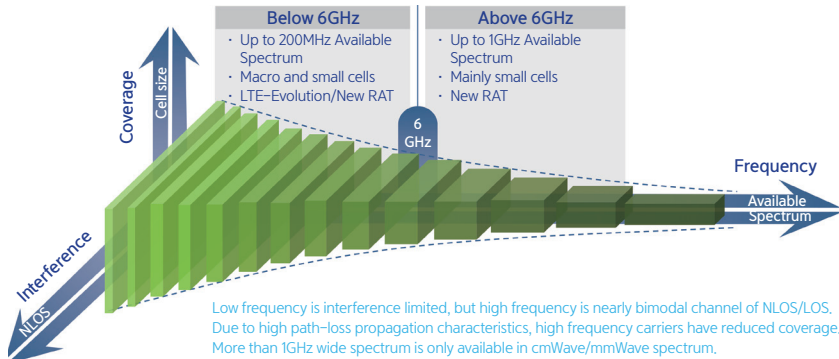 Below 6GHz
· Up to 200MHz Available
Spectrum
· Macro and small cells
· LTE-Evolution/New RAT
Above 6GHz
· Up to 1GHz Available
Spectrum
· Mainly small cells
· New RAT
Coverage
Cell size
6
GHz
Frequency
Available
Spectrum
Interference
NLOS
Low frequency is interference limited, but high frequency is nearly bimodal channel of NLOS/LOS.
Due to high path-loss propagation characteristics, high frequency carriers have reduced coverage.
More than 1GHz wide spectrum is only available in cmWave/mmWave spectrum.